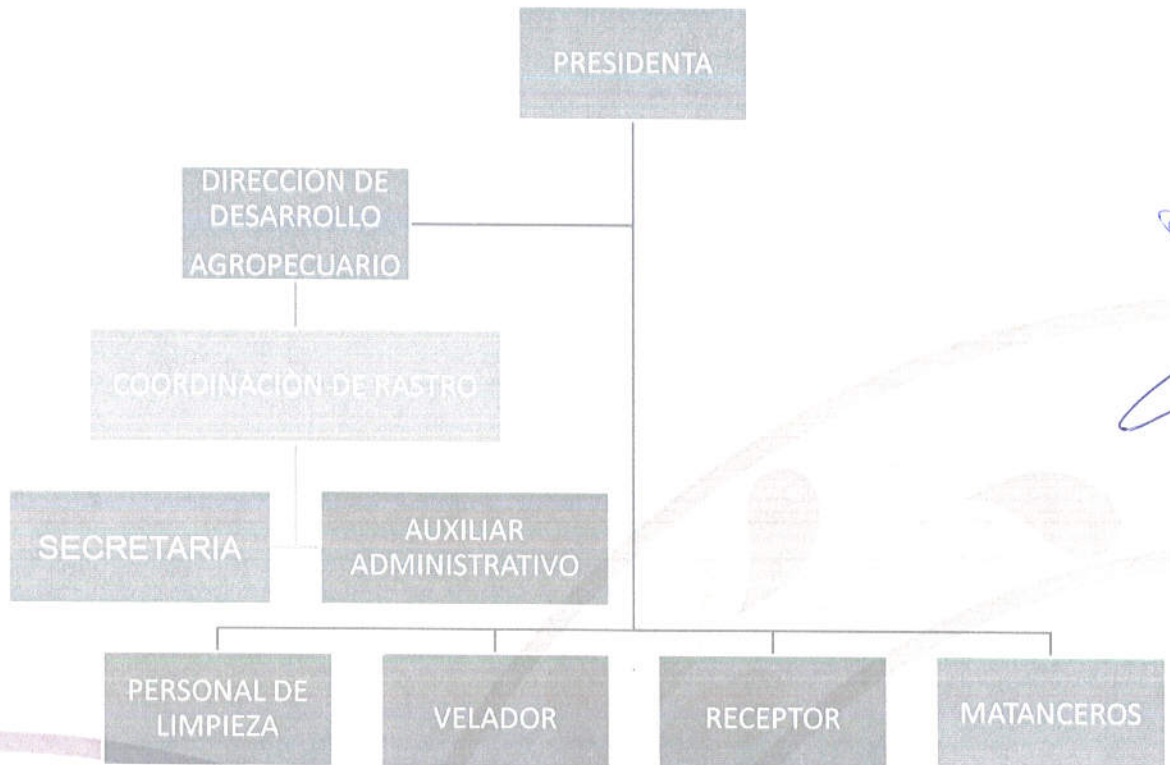 PRESIDENTA
DIRECCIÓN DE
DESARROLLO
AGROPECUARIO
COORDINACIÓN DE RASTRO
SECRETARIA
AUXILIAR
ADMINISTRATIVO
PERSONAL DE
LIMPIEZA
VELADOR
RECEPTOR
MATANCEROS